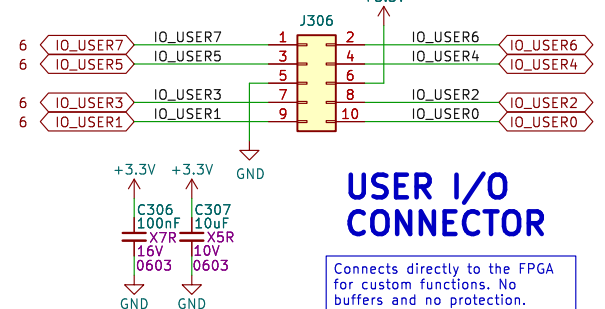 J306
6 IO_USER7 IO_USER7 1 2 IO_USER6 IO_USER6
6 IO_USER5 IO_USER5 3 4 IO_USER4 IO_USER4
5 6
6 IO_USER3 IO_USER3 7 8 IO_USER2 IO_USER2
6 IO_USER1 IO_USER1 9 10 IO_USER0 IO_USER0
GND
+3.3V +3.3V
C306 C307
100nF 10uF
X7R X5R
16V 10V
0603 0603
GND GND
USER I/O
CONNECTOR
Connects directly to the FPGA
for custom functions. No
buffers and no protection.